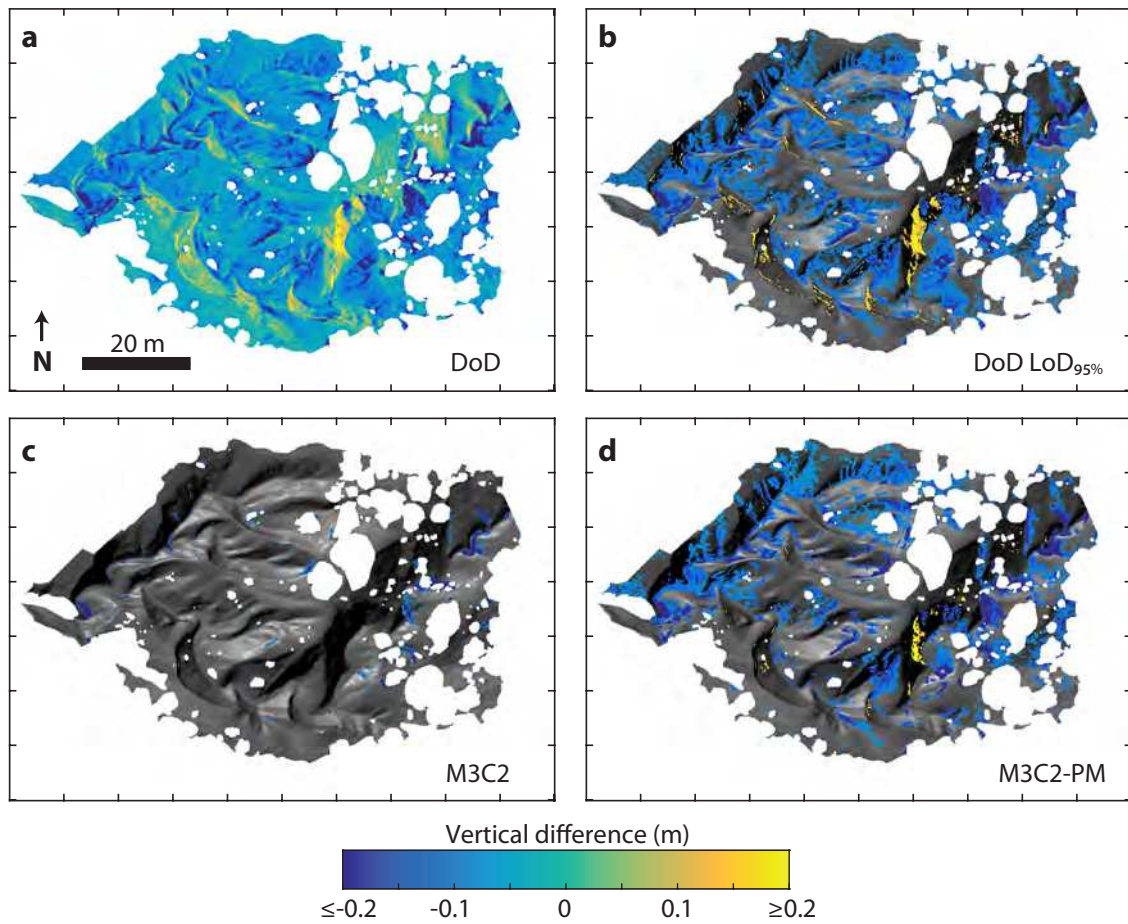 a
b
↑
N
20 m
DoD
DoD LoD95%
c
d
M3C2
M3C2-PM
Vertical difference (m)
≤-0.2 -0.1 0 0.1 ≥0.2